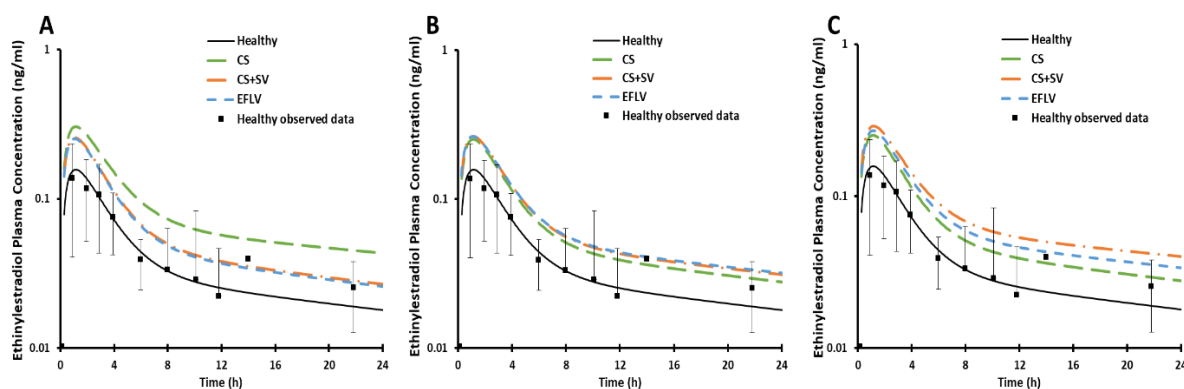 A
Ethinylestradiol Plasma Concentration (ng/ml)
1
0.1
0.01
Healthy
CS
CS+SV
EFLV
Healthy observed data
0 4 8 12 16 20 24
Time (h)
B
Ethinylestradiol Plasma Concentration (ng/ml)
1
0.1
0.01
Healthy
CS
CS+SV
EFLV
Healthy observed data
0 4 8 12 16 20 24
Time (h)
C
Ethinylestradiol Plasma Concentration (ng/ml)
1
0.1
0.01
Healthy
CS
CS+SV
EFLV
Healthy observed data
0 4 8 12 16 20 24
Time (h)